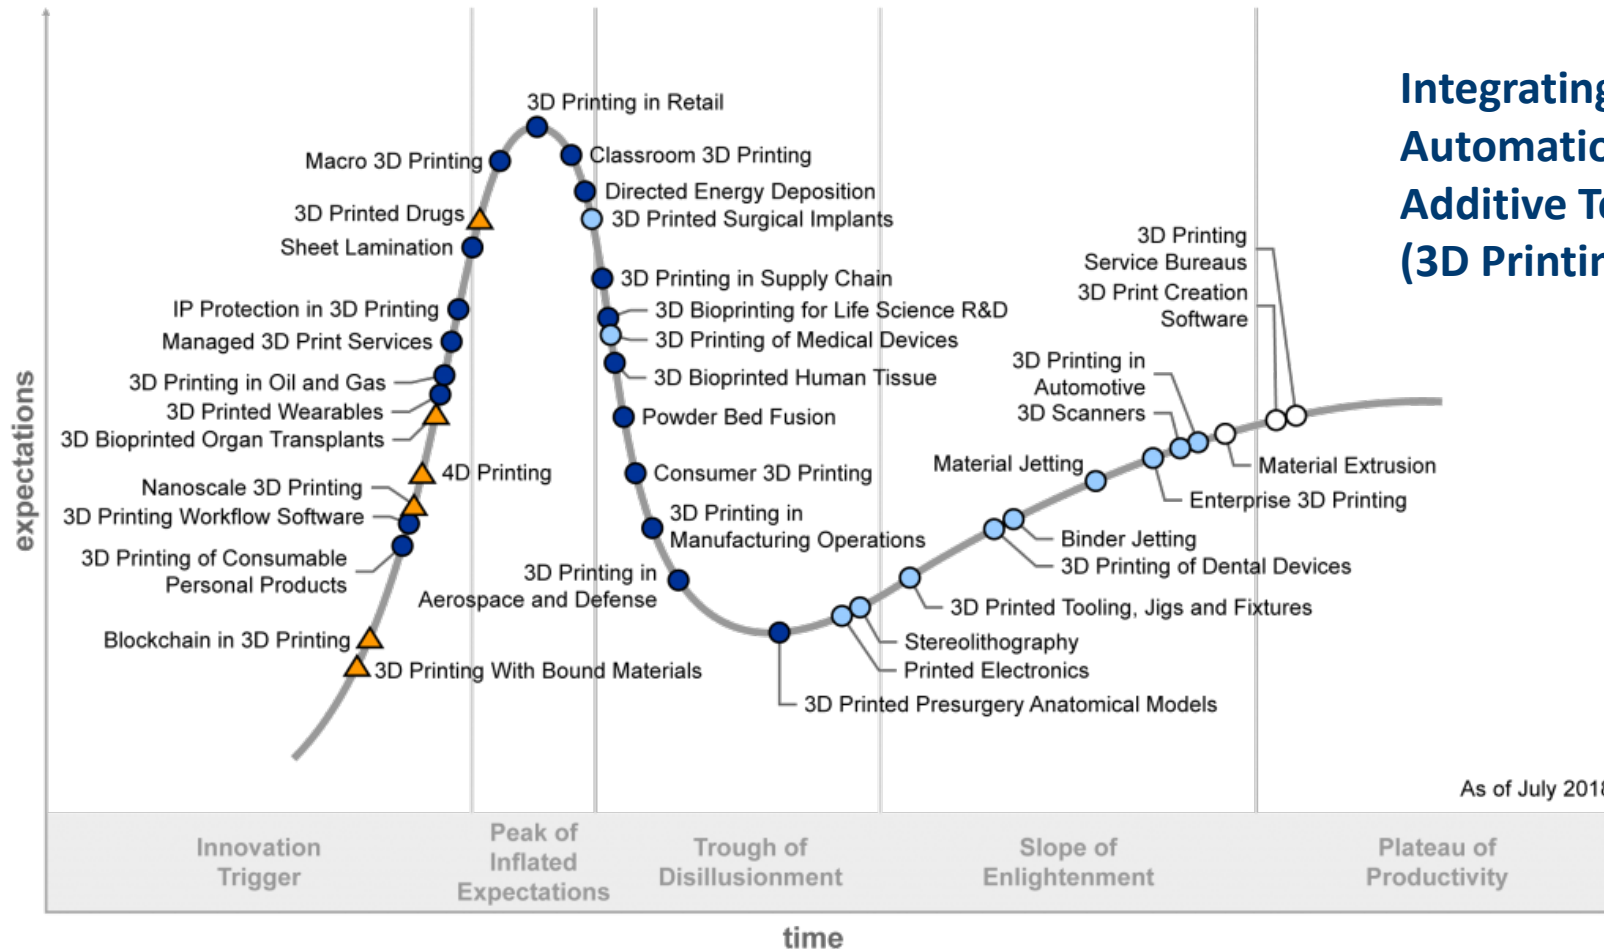 3D Printing in Retail
Macro 3D Printing
Classroom 3D Printing
Directed Energy Deposition
3D Printed Drugs
3D Printed Surgical Implants
Sheet Lamination
3D Printing in Supply Chain
IP Protection in 3D Printing
3D Bioprinting for Life Science R&D
Managed 3D Print Services
3D Printing of Medical Devices
3D Printing in Oil and Gas
3D Bioprinted Human Tissue
3D Printed Wearables
Powder Bed Fusion
3D Bioprinted Organ Transplants
4D Printing
Consumer 3D Printing
Nanoscale 3D Printing
3D Printing Workflow Software
3D Printing in
Manufacturing Operations
3D Printing of Consumable
Personal Products
3D Printing in
Aerospace and Defense
Blockchain in 3D Printing
3D Printing With Bound Materials
3D Printing
Service Bureaus
3D Print Creation
Software
3D Printing in
Automotive
3D Scanners
Material Jetting
Material Extrusion
Enterprise 3D Printing
Binder Jetting
3D Printing of Dental Devices
3D Printed Tooling, Jigs and Fixtures
Stereolithography
Printed Electronics
3D Printed Presurgery Anatomical Models
Integrating
Automatio
Additive Te
(3D Printin
As of July 2018
expectations
Innovation
Trigger
Peak of
Inflated
Expectations
Trough of
Disillusionment
Slope of
Enlightenment
Plateau of
Productivity
time